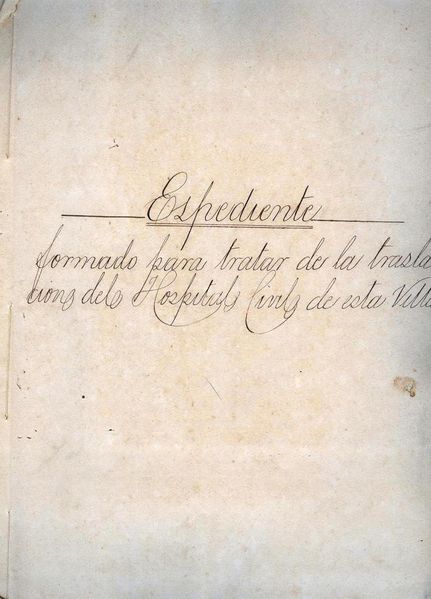 Espediente
formado para tratar de la trasla
cion del Hospital Civil de esta Villa